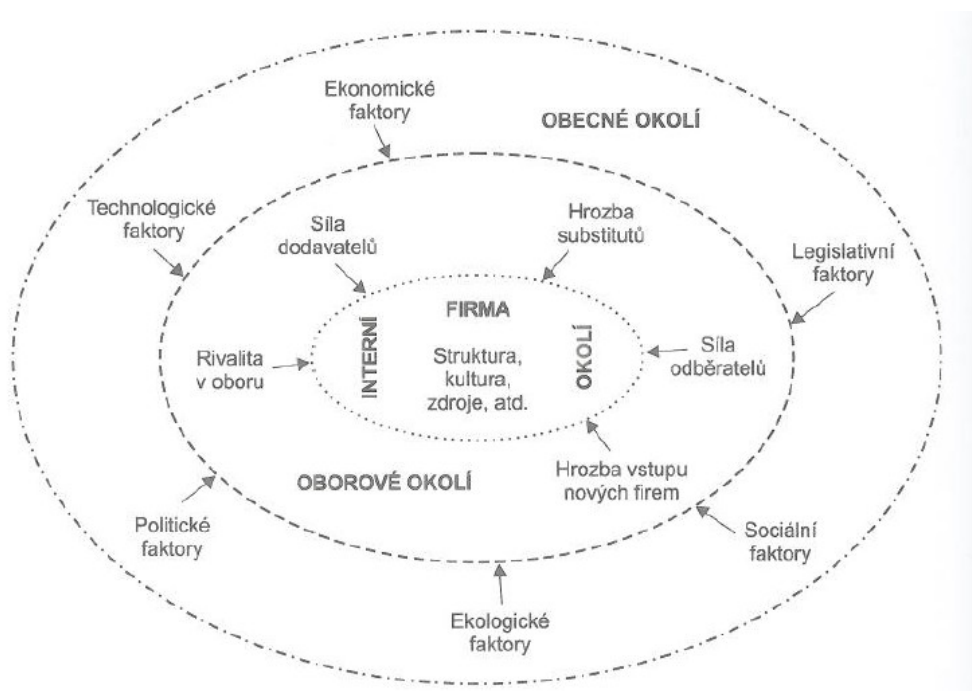 Ekonomické
faktory
OBECNÉ OKOLÍ
Technologické
faktory
Síla
dodavatelů
Hrozba
substitutů
Legislativní
faktory
FIRMA
INTERNÍ
OKOLÍ
Struktura,
kultura,
zdroje, atd.
Rivalita
v oboru
Síla
odběratelů
OBOROVÉ OKOLÍ
Hrozba vstupu
nových firem
Politické
faktory
Sociální
faktory
Ekologické
faktory